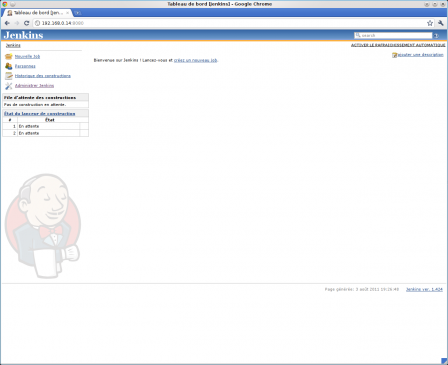 Tableau de bord [Jenkins] - Google Chrome
Tableau de bord [Jen...
192.168.0.14:8080
Jenkins
search
Jenkins
ACTIVER LE RAFRAICHISSEMENT AUTOMATIQUE
Nouveau Job
Personnes
Historique des constructions
Administrer Jenkins
Ajouter une description
Bienvenue sur Jenkins ! Lancez-vous et créez un nouveau job.
File d'attente des constructions
Pas de construction en attente.
État du lanceur de construction
# État
1 En attente
2 En attente
Page générée: 3 août 2011 19:26:49 Jenkins ver. 1.424